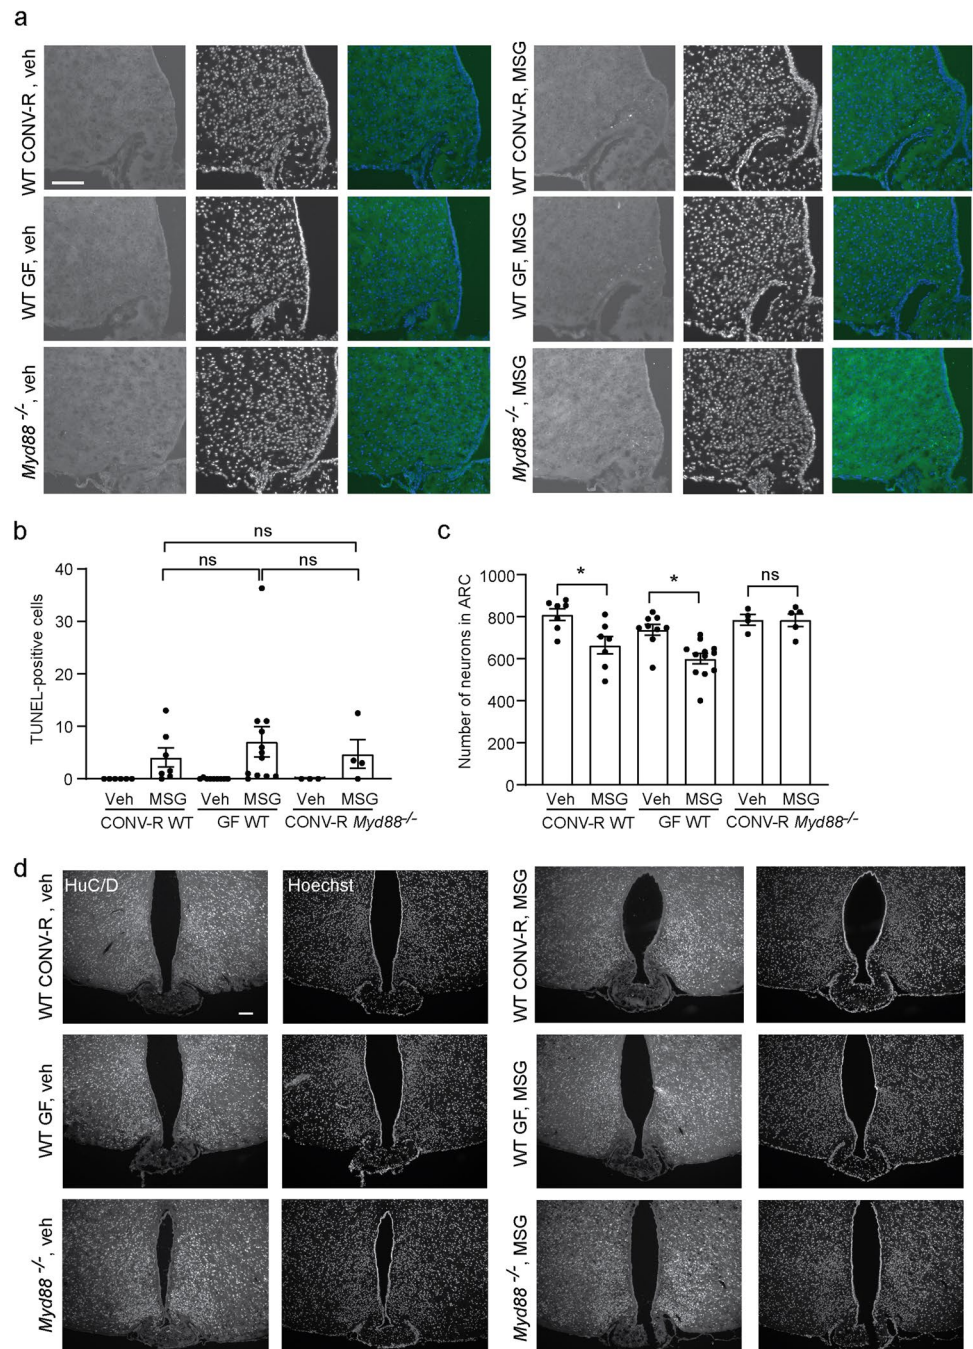 a
WT CONV-R , veh
WT CONV-R, MSG
WT GF, veh
WT GF, MSG
Myd88 -/-, veh
Myd88 -/-, MSG
b
ns
ns
ns
TUNEL-positive cells
40
30
20
10
0
Veh MSG Veh MSG Veh MSG
CONV-R WT GF WT CONV-R Myd88-/-
c
* * ns
Number of neurons in ARC
1000
800
600
400
200
0
Veh MSG Veh MSG Veh MSG
CONV-R WT GF WT CONV-R Myd88-/-
d
HuC/D
Hoechst
WT CONV-R , veh
WT CONV-R, MSG
WT GF, veh
WT GF, MSG
Myd88 -/-, veh
Myd88 -/-, MSG